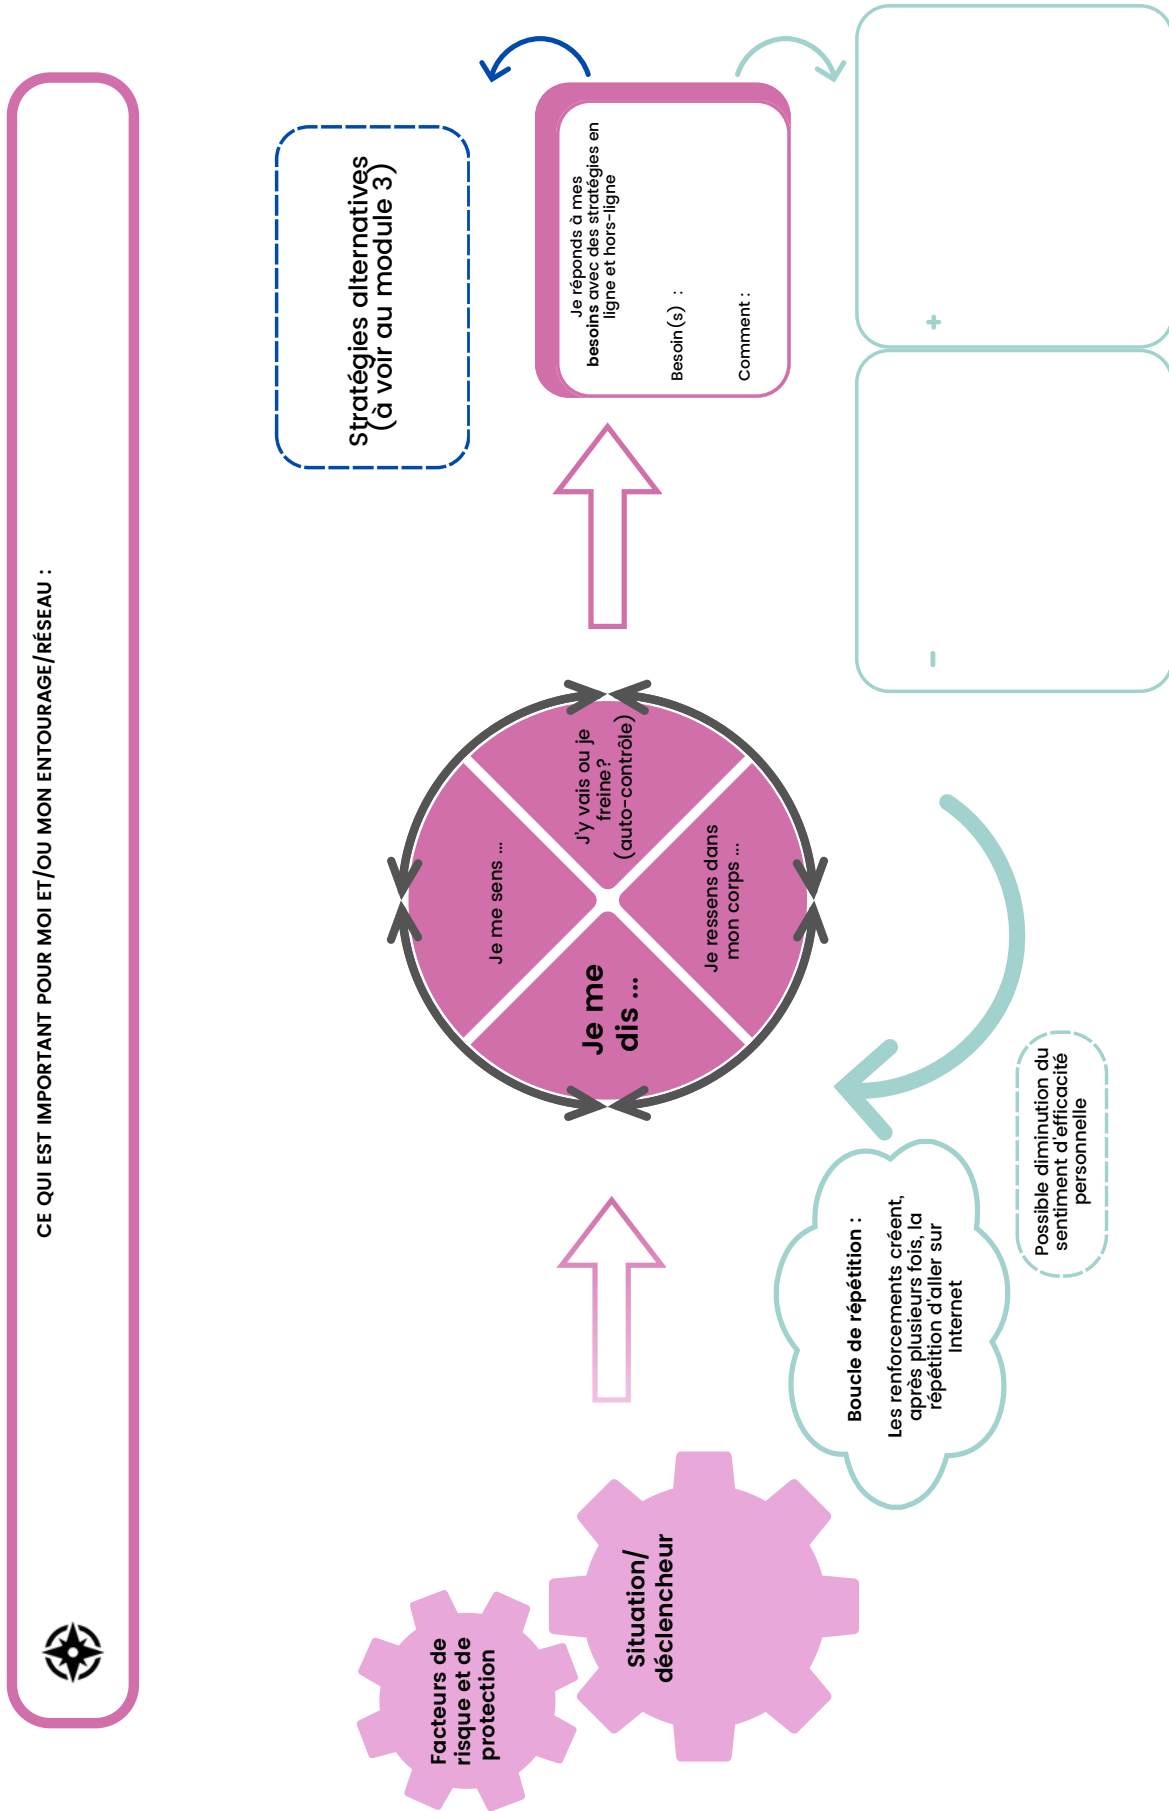 CE QUI EST IMPORTANT POUR MOI ET/OU MON ENTOURAGE/RÉSEAU :
Facteurs de
risque et de
protection
Situation/
déclencheur
Je me sens ...
Je me
dis ...
J'y vais ou je
freine?
(auto-contrôle)
Je ressens dans
mon corps ...
Stratégies alternatives
(à voir au module 3)
Je réponds à mes
besoins avec des stratégies en
ligne et hors-ligne
Besoin(s) :
Comment :
-
+
Boucle de répétition :
Les renforcements créent,
après plusieurs fois, la
répétition d'aller sur
Internet
Possible diminution du
sentiment d'efficacité
personnelle